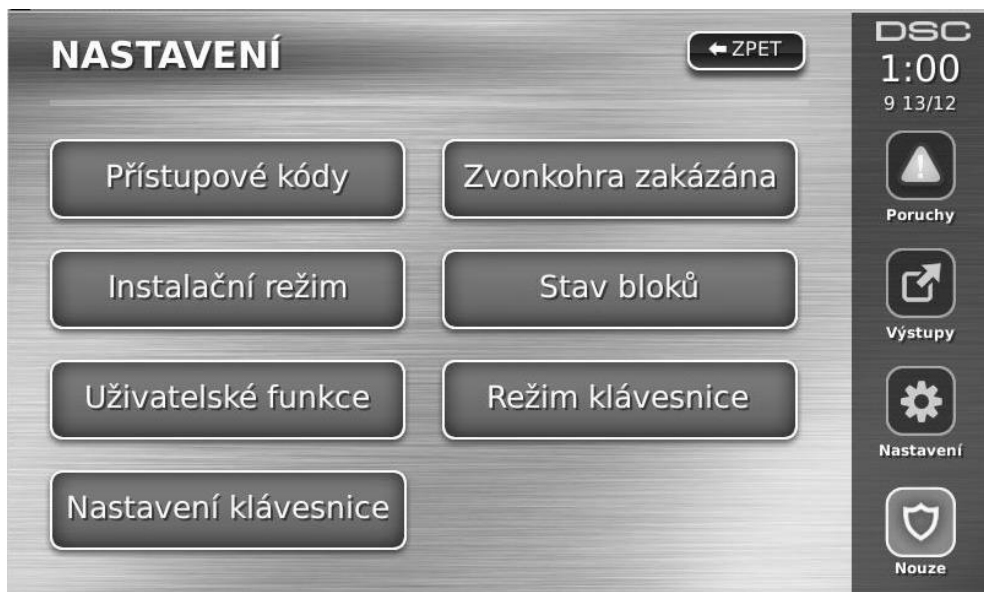 NASTAVENÍ
ZPET
Přístupové kódy
Zvonkohra zakázána
Instalační režim
Stav bloků
Uživatelské funkce
Režim klávesnice
Nastavení klávesnice
DSC
1:00
9 13/12
Poruchy
Výstupy
Nastavení
Nouze